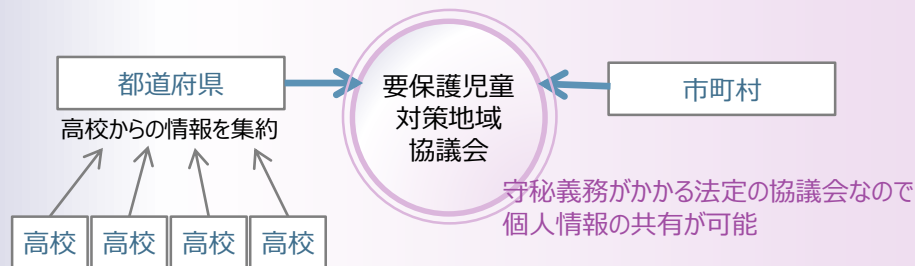 都道府県
高校からの情報を集約
高校
高校
高校
高校
要保護児童
対策地域
協議会
市町村
守秘義務がかかる法定の協議会なので
個人情報の共有が可能